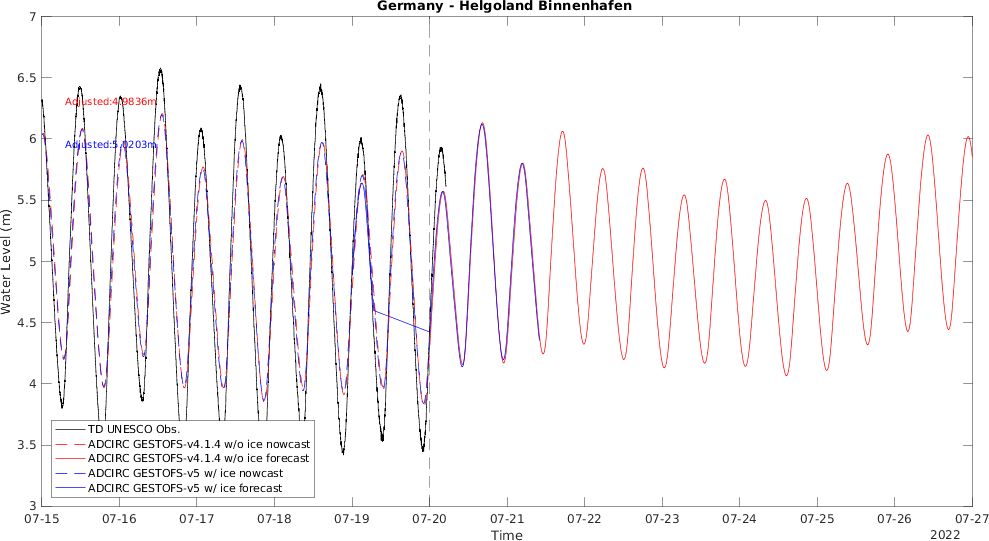 Germany - Helgoland Binnenhafen
7
6.5
6
5.5
5
4.5
4
3.5
3
Water Level (m)
Adjusted:4.9836m
Adjusted:5.0203m
TD UNESCO Obs.
ADCIRC GESTOFS-v4.1.4 w/o ice nowcast
ADCIRC GESTOFS-v4.1.4 w/o ice forecast
ADCIRC GESTOFS-v5 w/ ice nowcast
ADCIRC GESTOFS-v5 w/ ice forecast
07-15 07-16 07-17 07-18 07-19 07-20 07-21 07-22 07-23 07-24 07-25 07-26 07-27
Time
2022